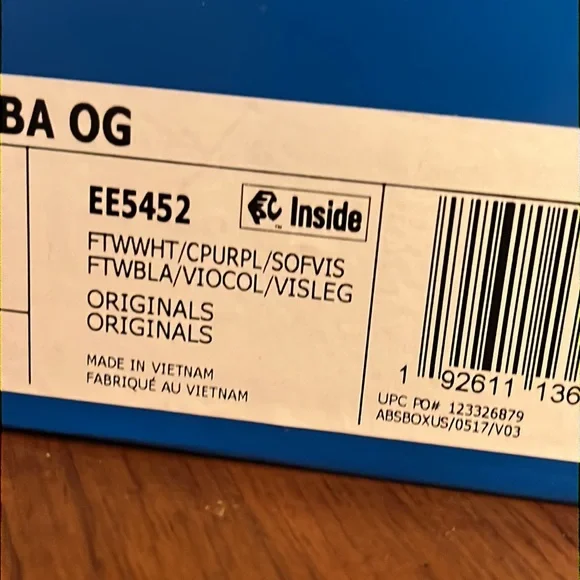 BA OG
EE5452
Inside
FTWWHT/CPURPL/SOFVIS
FTWBLA/VIOCOL/VISLEG
ORIGINALS
ORIGINALS
MADE IN VIETNAM
FABRIQUÉ AU VIETNAM
1 92611 136
UPC PO# 123326879
ABSBOXUS/0517/V03